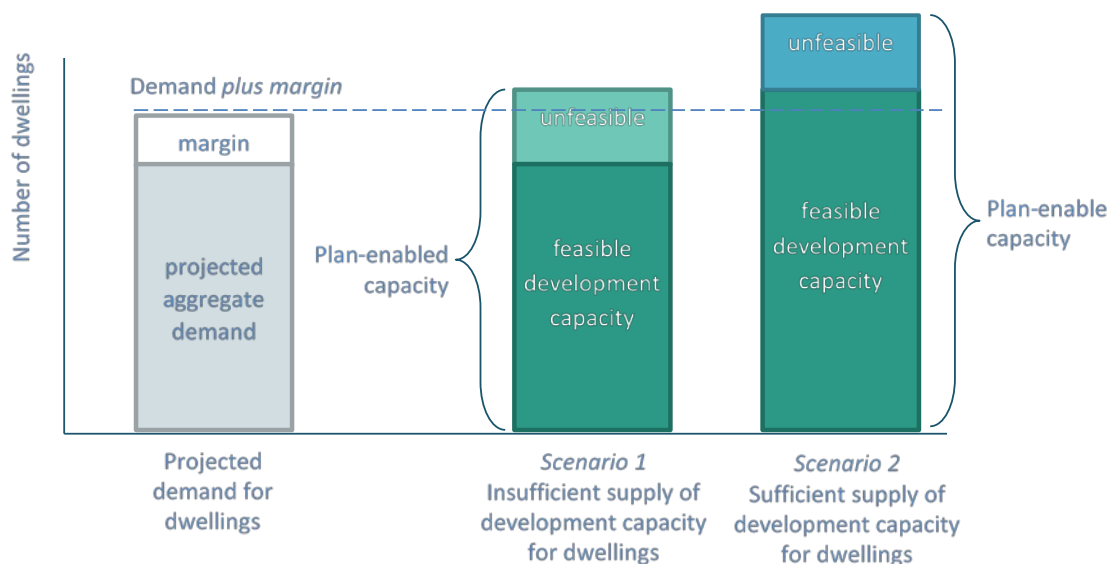 Number of dwellings
Demand plus margin
margin
projected
aggregate
demand
Plan-enabled
capacity
unfeasible
feasible
development
capacity
unfeasible
feasible
development
capacity
Plan-enable
capacity
Projected
demand for
dwellings
Scenario 1
Insufficient supply of
development capacity
for dwellings
Scenario 2
Sufficient supply of
development capacity
for dwellings